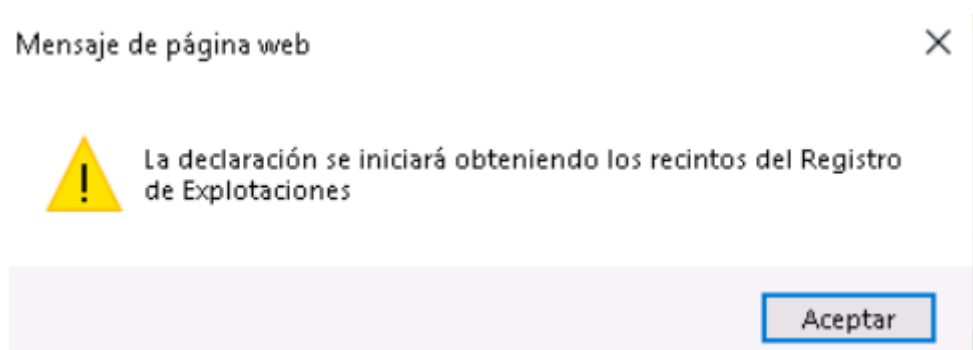 Mensaje de página web
La declaración se iniciará obteniendo los recintos del Registro
de Explotaciones
Aceptar